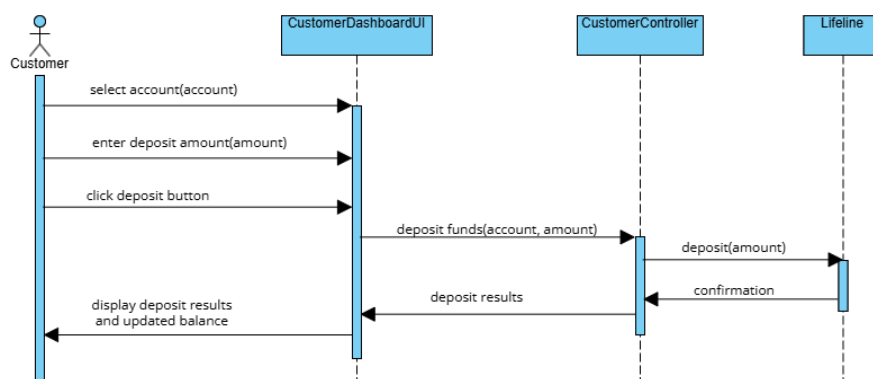 CustomerDashboardUI
CustomerController
Lifeline
Customer
select account(account)
enter deposit amount(amount)
click deposit button
deposit funds(account, amount)
deposit(amount)
confirmation
deposit results
display deposit results
and updated balance